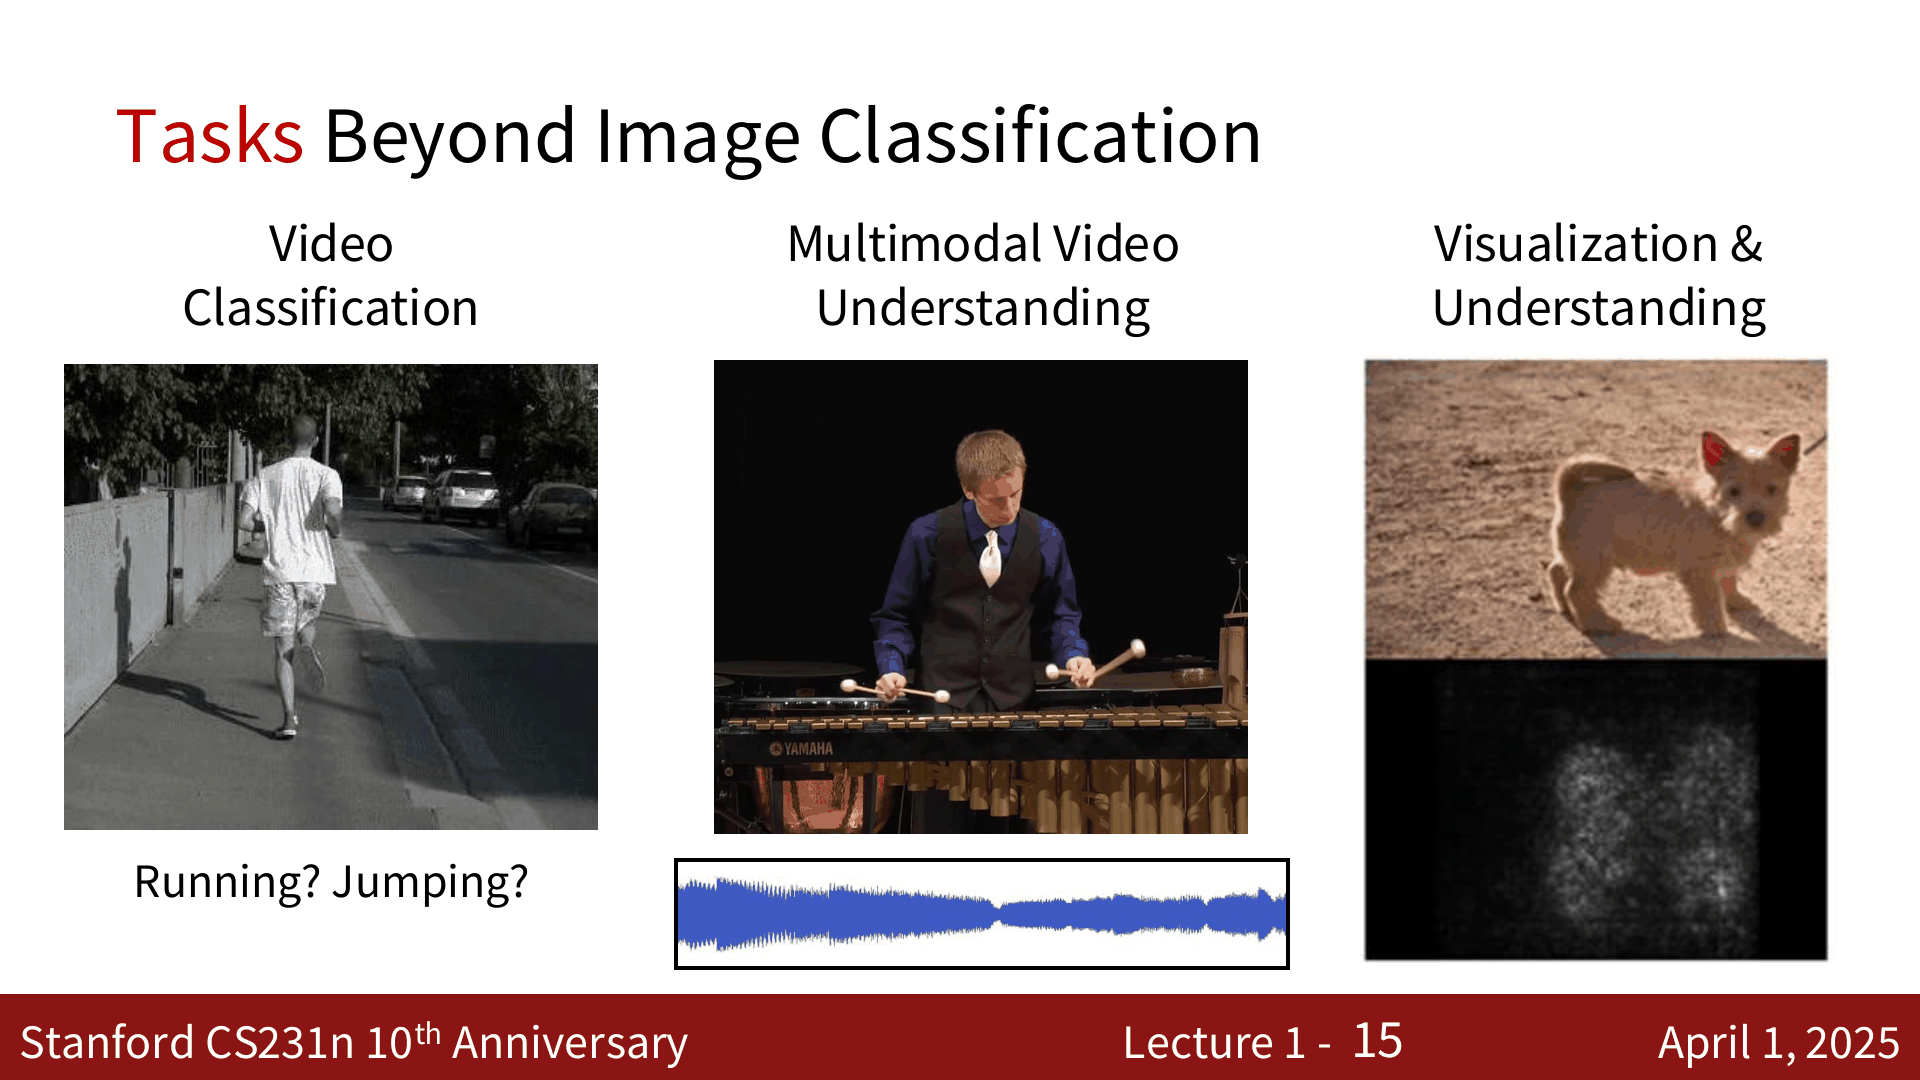 Tasks Beyond Image Classification
Video
Classification
Multimodal Video
Understanding
Visualization &
Understanding
YAMAHA
Running? Jumping?
Stanford CS231n 10th Anniversary
Lecture 1 - 15
April 1, 2025